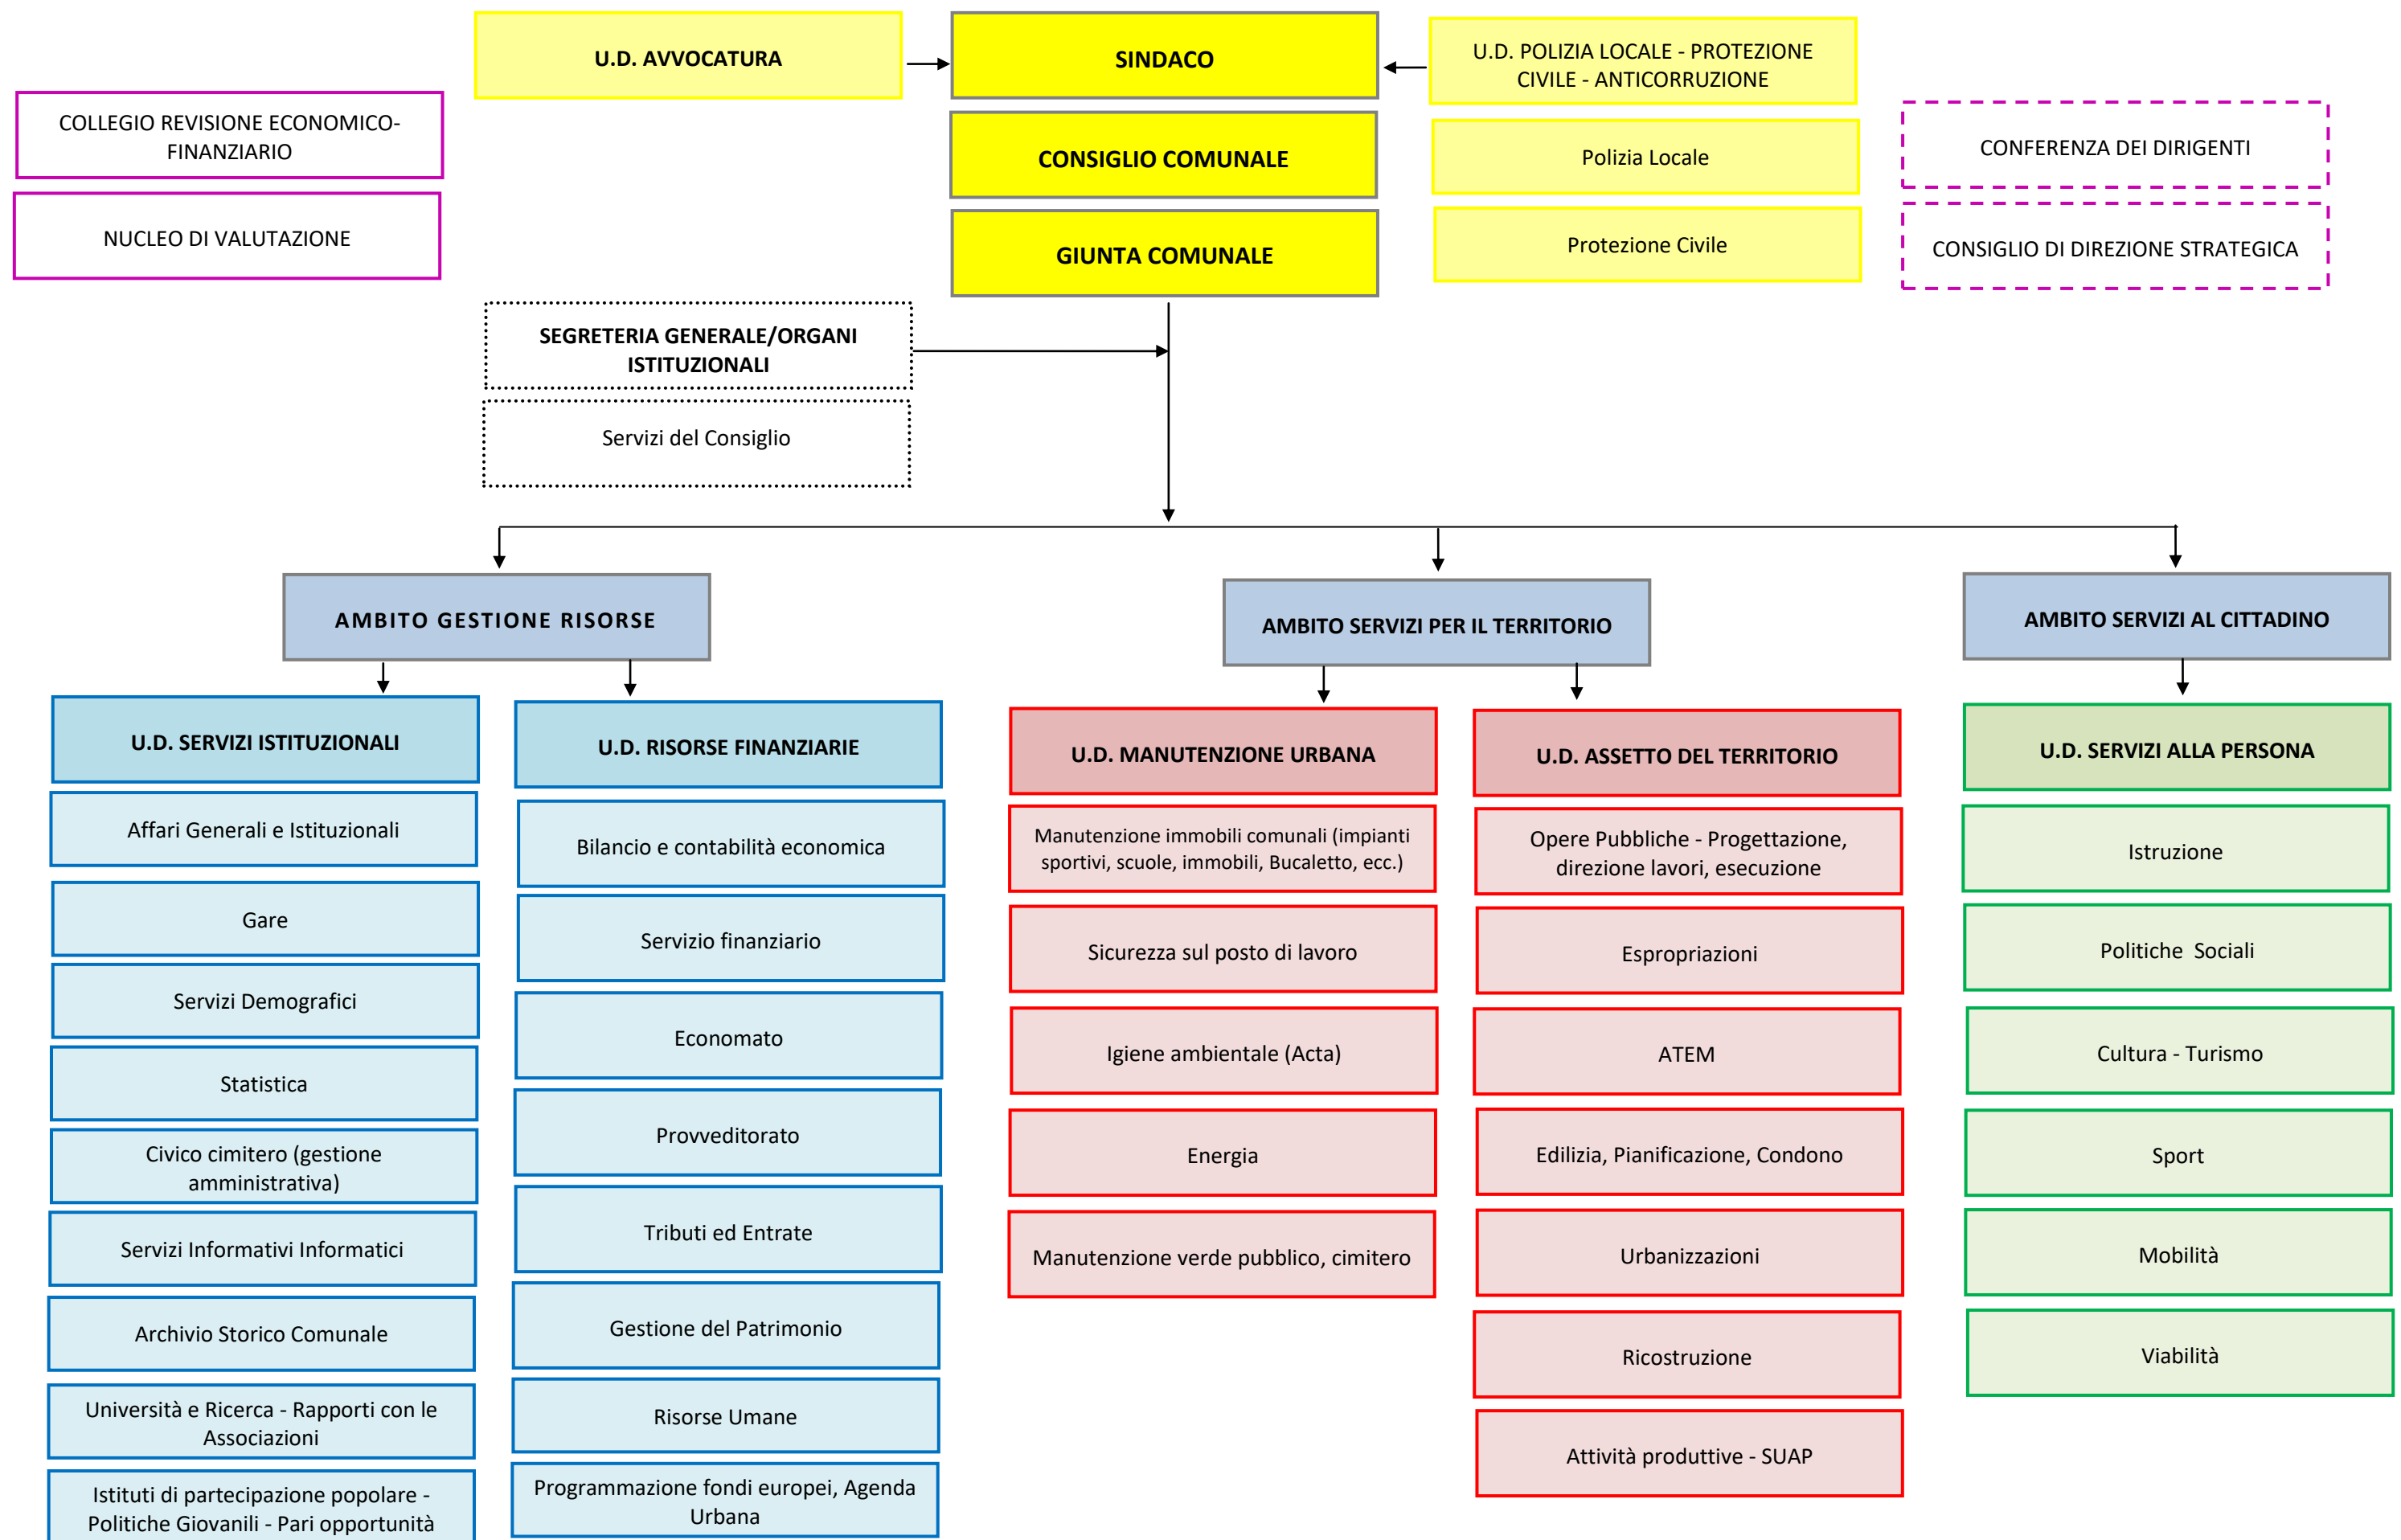 U.D. AVVOCATURA
SINDACO
U.D. POLIZIA LOCALE - PROTEZIONE
CIVILE - ANTICORRUZIONE
COLLEGIO REVISIONE ECONOMICO-
FINANZIARIO
CONSIGLIO COMUNALE
Polizia Locale
CONFERENZA DEI DIRIGENTI
NUCLEO DI VALUTAZIONE
GIUNTA COMUNALE
Protezione Civile
CONSIGLIO DI DIREZIONE STRATEGICA
SEGRETERIA GENERALE/ORGANI
ISTITUZIONALI
Servizi del Consiglio
AMBITO GESTIONE RISORSE
AMBITO SERVIZI PER IL TERRITORIO
AMBITO SERVIZI AL CITTADINO
U.D. SERVIZI ISTITUZIONALI
Affari Generali e Istituzionali
Gare
Servizi Demografici
Statistica
Civico cimitero (gestione
amministrativa)
Servizi Informativi Informatici
Archivio Storico Comunale
Università e Ricerca - Rapporti con le
Associazioni
Istituti di partecipazione popolare -
Politiche Giovanili - Pari opportunità
U.D. RISORSE FINANZIARIE
Bilancio e contabilità economica
Servizio finanziario
Economato
Provveditorato
Tributi ed Entrate
Gestione del Patrimonio
Risorse Umane
Programmazione fondi europei, Agenda
Urbana
U.D. MANUTENZIONE URBANA
Manutenzione immobili comunali (impianti
sportivi, scuole, immobili, Bucaletto, ecc.)
Sicurezza sul posto di lavoro
Igiene ambientale (Acta)
Energia
Manutenzione verde pubblico, cimitero
U.D. ASSETTO DEL TERRITORIO
Opere Pubbliche - Progettazione,
direzione lavori, esecuzione
Espropriazioni
ATEM
Edilizia, Pianificazione, Condono
Urbanizzazioni
Ricostruzione
Attività produttive - SUAP
U.D. SERVIZI ALLA PERSONA
Istruzione
Politiche Sociali
Cultura - Turismo
Sport
Mobilità
Viabilità